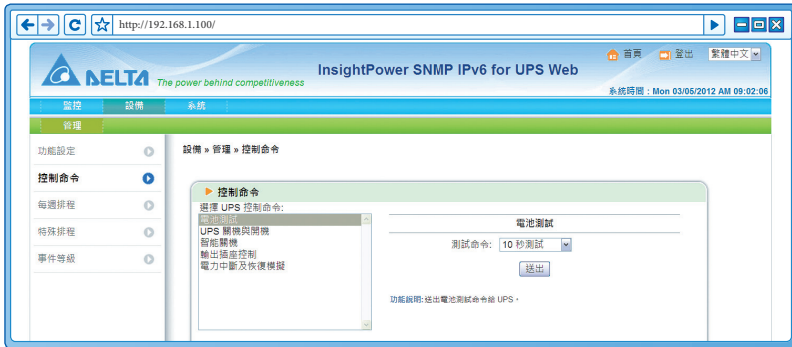 http://192.168.1.100/
首頁 登出 繁體中文
DELTA The power behind competitiveness
InsightPower SNMP IPv6 for UPS Web
系統時間 : Mon 03/05/2012 AM 09:02:06
監控 設備 系統
管理
功能設定
控制命令
每週排程
特殊排程
事件等級
設備 » 管理 » 控制命令
控制命令
選擇 UPS 控制命令:
電池測試
UPS 關機與開機
智能關機
輸出插座控制
電力中斷及恢復模擬
電池測試
測試命令: 10 秒測試
送出
功能說明: 送出電池測試命令給 UPS。